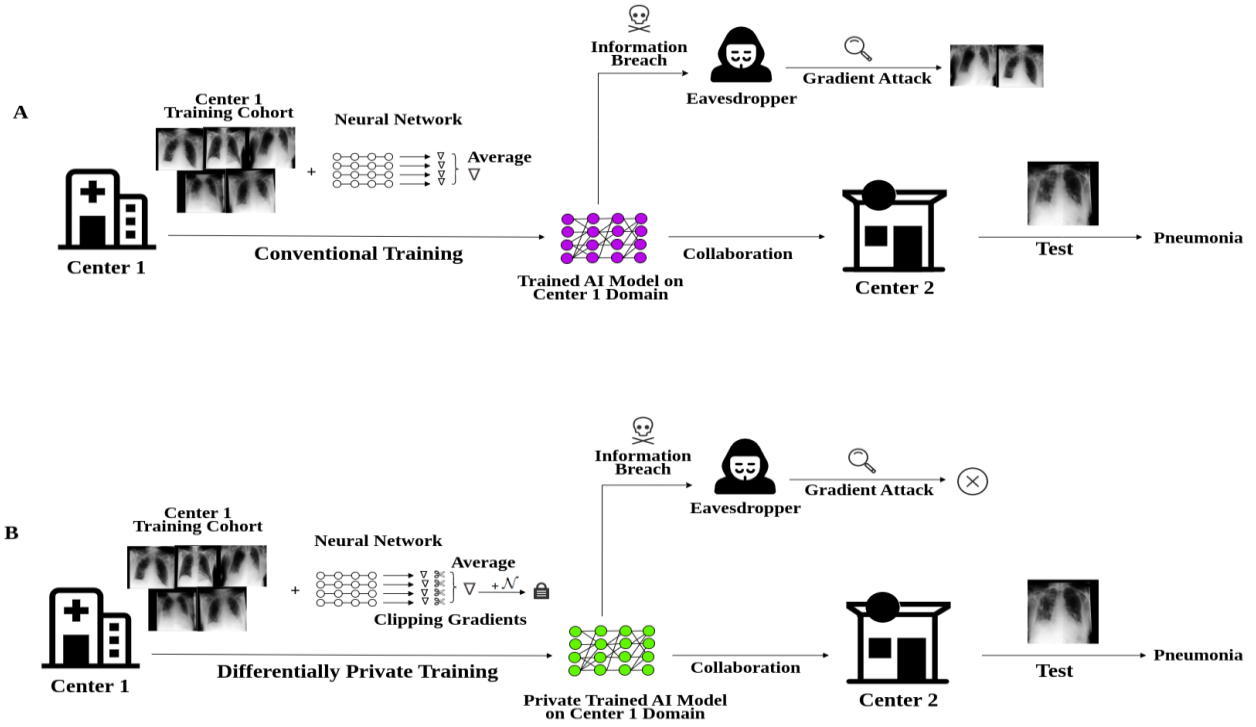 A
Center 1
Training Cohort
+
Neural Network
∇
∇
∇
∇
Average
∇
Information
Breach
Eavesdropper
Gradient Attack
Center 1
Conventional Training
Trained AI Model on
Center 1 Domain
Collaboration
Center 2
Test
Pneumonia
B
Center 1
Training Cohort
+
Neural Network
∇
∇
∇
∇
Average
∇
+ 𝒩
Clipping Gradients
Information
Breach
Eavesdropper
Gradient Attack
Center 1
Differentially Private Training
Private Trained AI Model
on Center 1 Domain
Collaboration
Center 2
Test
Pneumonia